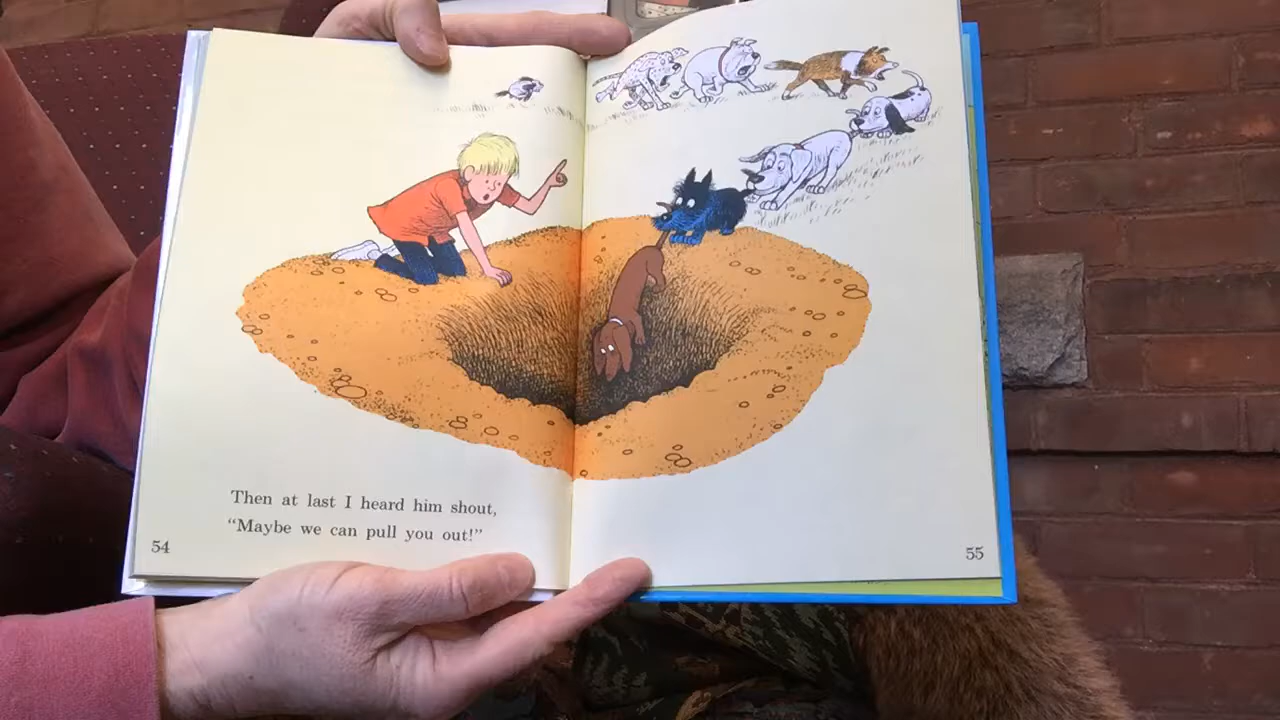 Then at last I heard him shout,
“Maybe we can pull you out!”
54
55